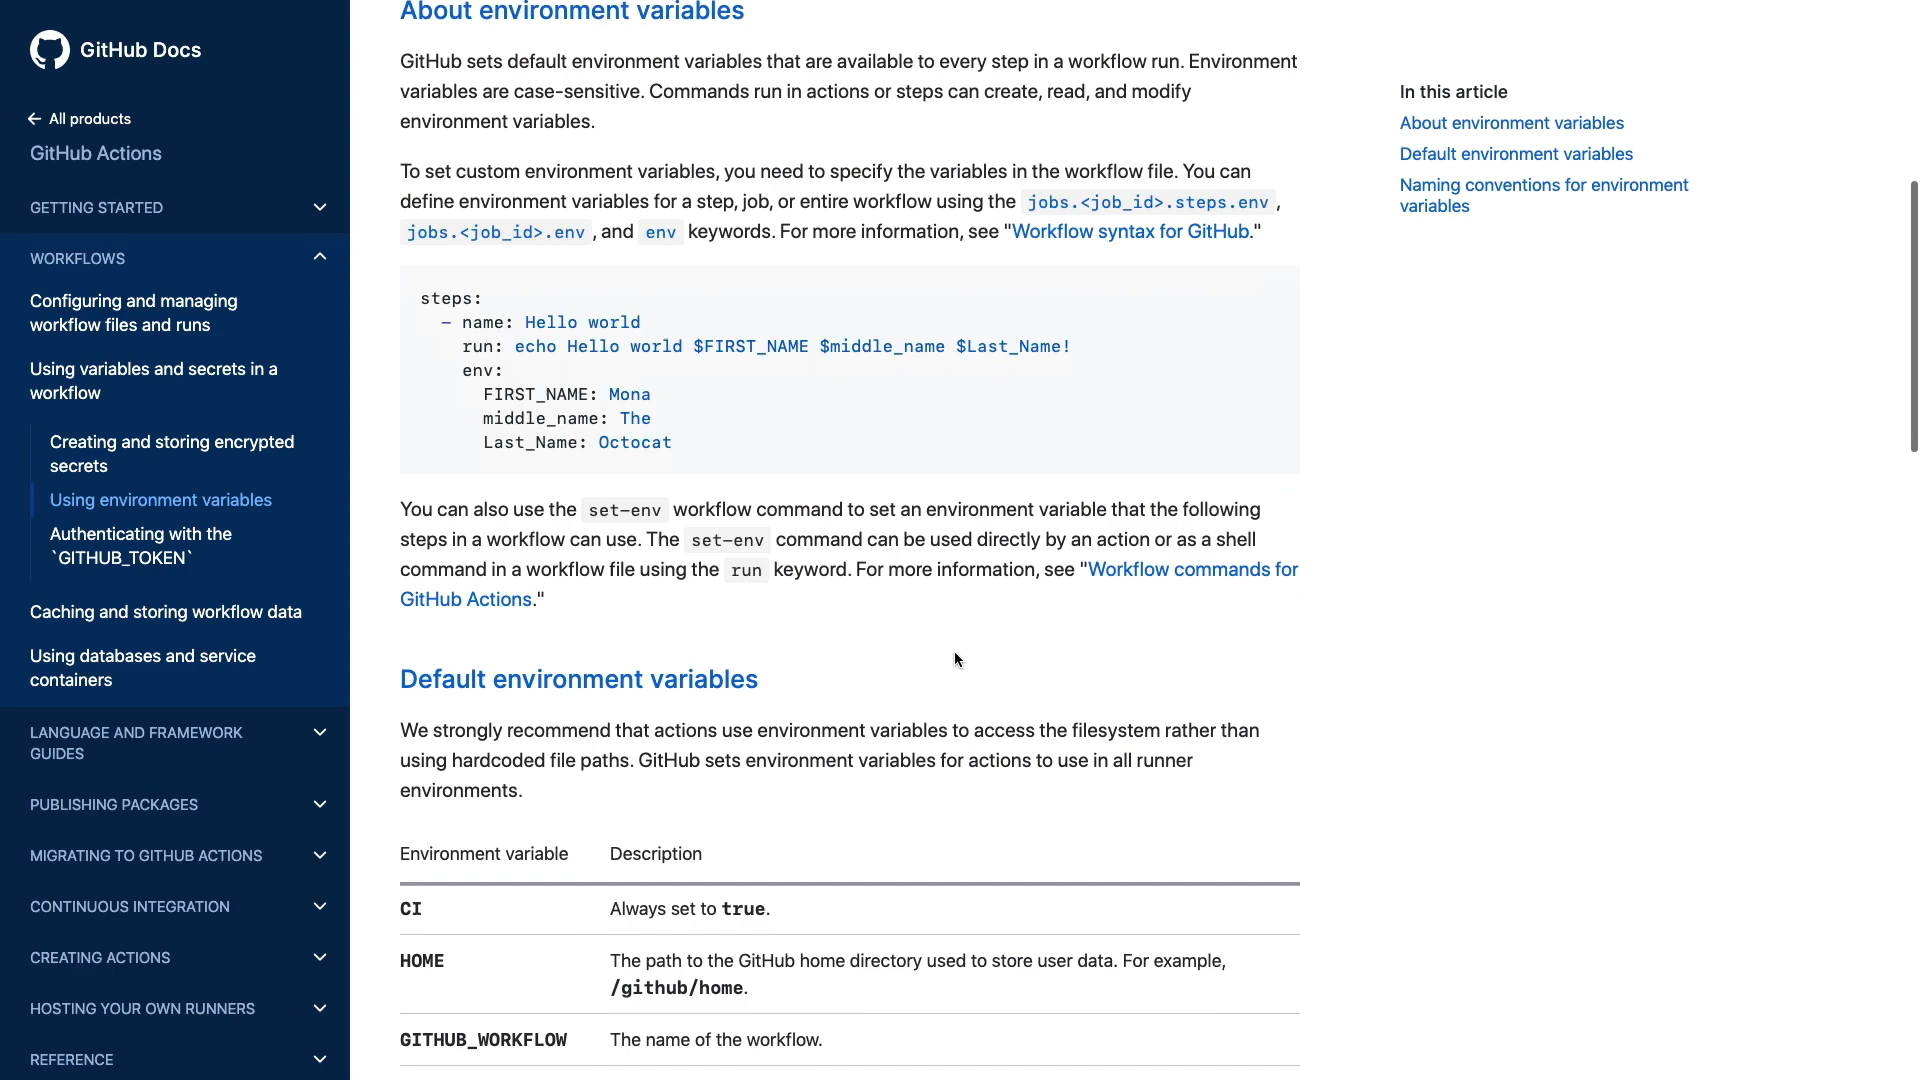 GitHub Docs
All products
GitHub Actions
GETTING STARTED
WORKFLOWS
Configuring and managing
workflow files and runs
Using variables and secrets in a
workflow
Creating and storing encrypted
secrets
Using environment variables
Authenticating with the
`GITHUB_TOKEN`
Caching and storing workflow data
Using databases and service
containers
LANGUAGE AND FRAMEWORK
GUIDES
PUBLISHING PACKAGES
MIGRATING TO GITHUB ACTIONS
CONTINUOUS INTEGRATION
CREATING ACTIONS
HOSTING YOUR OWN RUNNERS
REFERENCE
About environment variables
GitHub sets default environment variables that are available to every step in a workflow run. Environment
variables are case-sensitive. Commands run in actions or steps can create, read, and modify
environment variables.
To set custom environment variables, you need to specify the variables in the workflow file. You can
define environment variables for a step, job, or entire workflow using the jobs.<job_id>.steps.env,
jobs.<job_id>.env, and env keywords. For more information, see "Workflow syntax for GitHub."
steps:
  - name: Hello world
    run: echo Hello world $FIRST_NAME $middle_name $Last_Name!
    env:
      FIRST_NAME: Mona
      middle_name: The
      Last_Name: Octocat
You can also use the set-env workflow command to set an environment variable that the following
steps in a workflow can use. The set-env command can be used directly by an action or as a shell
command in a workflow file using the run keyword. For more information, see "Workflow commands for
GitHub Actions."
Default environment variables
We strongly recommend that actions use environment variables to access the filesystem rather than
using hardcoded file paths. GitHub sets environment variables for actions to use in all runner
environments.
Environment variable Description
CI Always set to true.
HOME The path to the GitHub home directory used to store user data. For example,
/github/home.
GITHUB_WORKFLOW The name of the workflow.
In this article
About environment variables
Default environment variables
Naming conventions for environment
variables